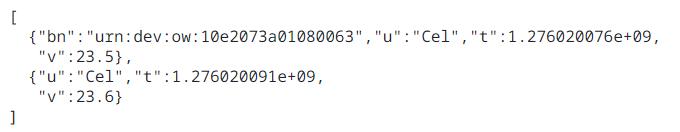 [
  {"bn":"urn:dev:ow:10e2073a01080063","u":"Cel","t":1.276020076e+09,
   "v":23.5},
  {"u":"Cel","t":1.276020091e+09,
   "v":23.6}
]